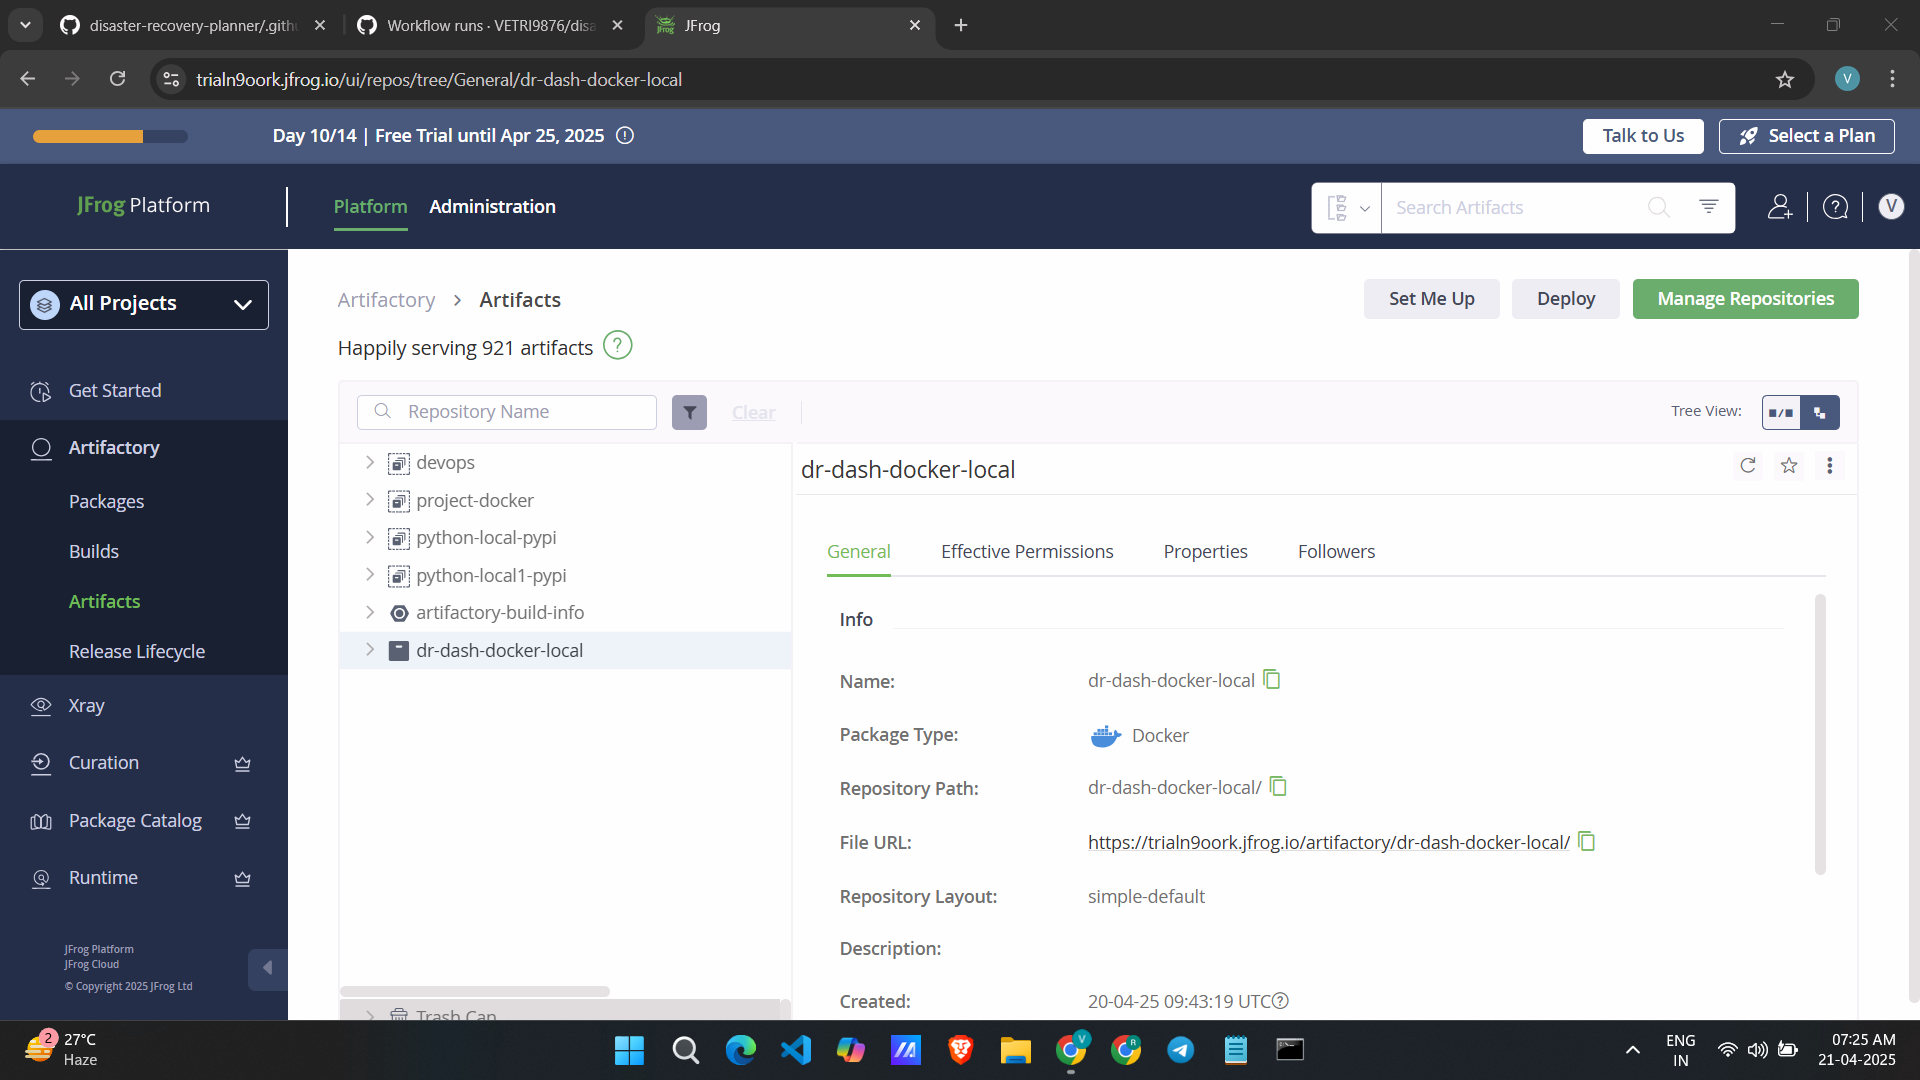 disaster-recovery-planner/.gith
Workflow runs · VETRI9876/disa
JFrog
trialn9oork.jfrog.io/ui/repos/tree/General/dr-dash-docker-local
V
Day 10/14 | Free Trial until Apr 25, 2025
Talk to Us
Select a Plan
JFrog Platform
Platform
Administration
Search Artifacts
V
All Projects
Get Started
Artifactory
Packages
Builds
Artifacts
Release Lifecycle
Xray
Curation
Package Catalog
Runtime
JFrog Platform
JFrog Cloud
© Copyright 2025 JFrog Ltd
Artifactory > Artifacts
Set Me Up
Deploy
Manage Repositories
Happily serving 921 artifacts
Repository Name
Clear
Tree View:
devops
project-docker
python-local-pypi
python-local1-pypi
artifactory-build-info
dr-dash-docker-local
Trash Can
dr-dash-docker-local
General
Effective Permissions
Properties
Followers
Info
Name: dr-dash-docker-local
Package Type: Docker
Repository Path: dr-dash-docker-local/
File URL: https://trialn9oork.jfrog.io/artifactory/dr-dash-docker-local/
Repository Layout: simple-default
Description:
Created: 20-04-25 09:43:19 UTC
2
27°C
Haze
V
R
ENG
IN
07:25 AM
21-04-2025